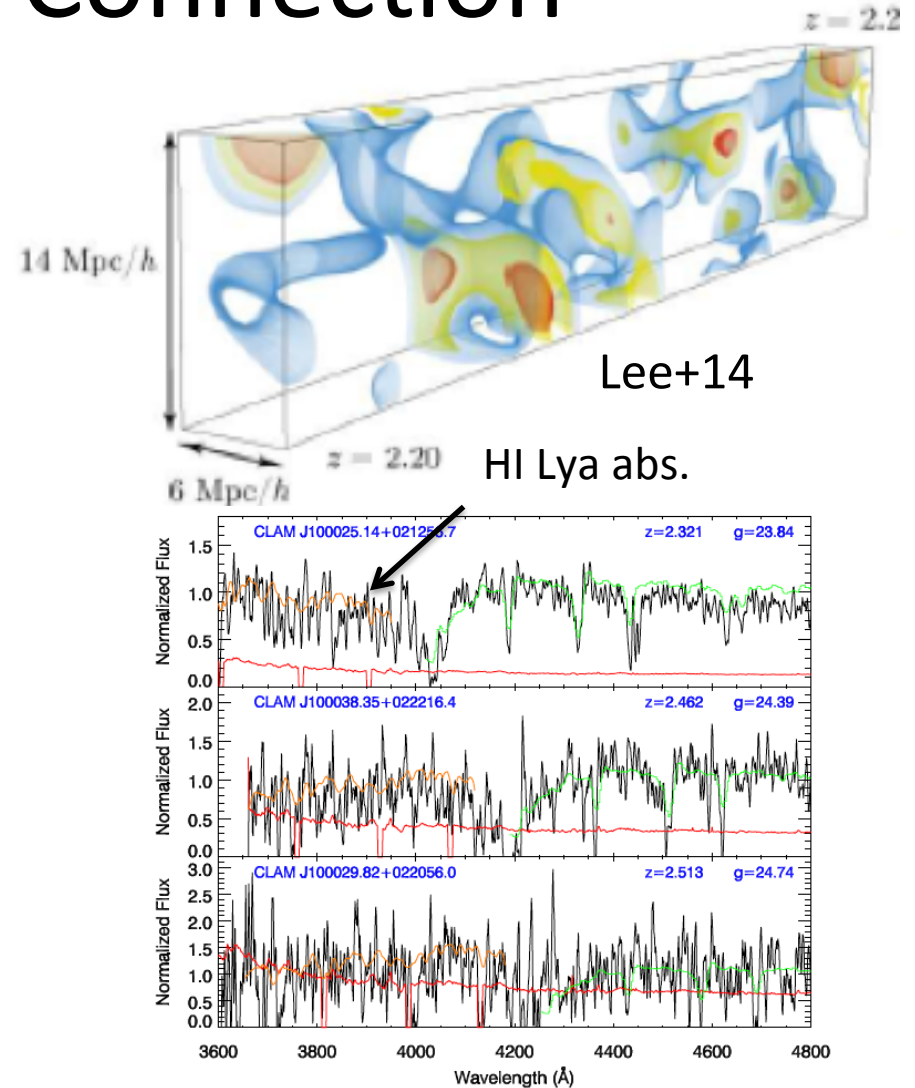 Connection
z = 2.2
14 Mpc/h
Lee+14
z = 2.20
HI Lya abs.
6 Mpc/h
CLAM J100025.14+02125 .7 z=2.321 g=23.84
Normalized Flux
1.5
1.0
0.5
0.0
CLAM J100038.35+022216.4 z=2.462 g=24.39
Normalized Flux
2.0
1.5
1.0
0.5
0.0
CLAM J100029.82+022056.0 z=2.513 g=24.74
Normalized Flux
3.0
2.5
2.0
1.5
1.0
0.5
0.0
3600 3800 4000 4200 4400 4600 4800
Wavelength (Å)